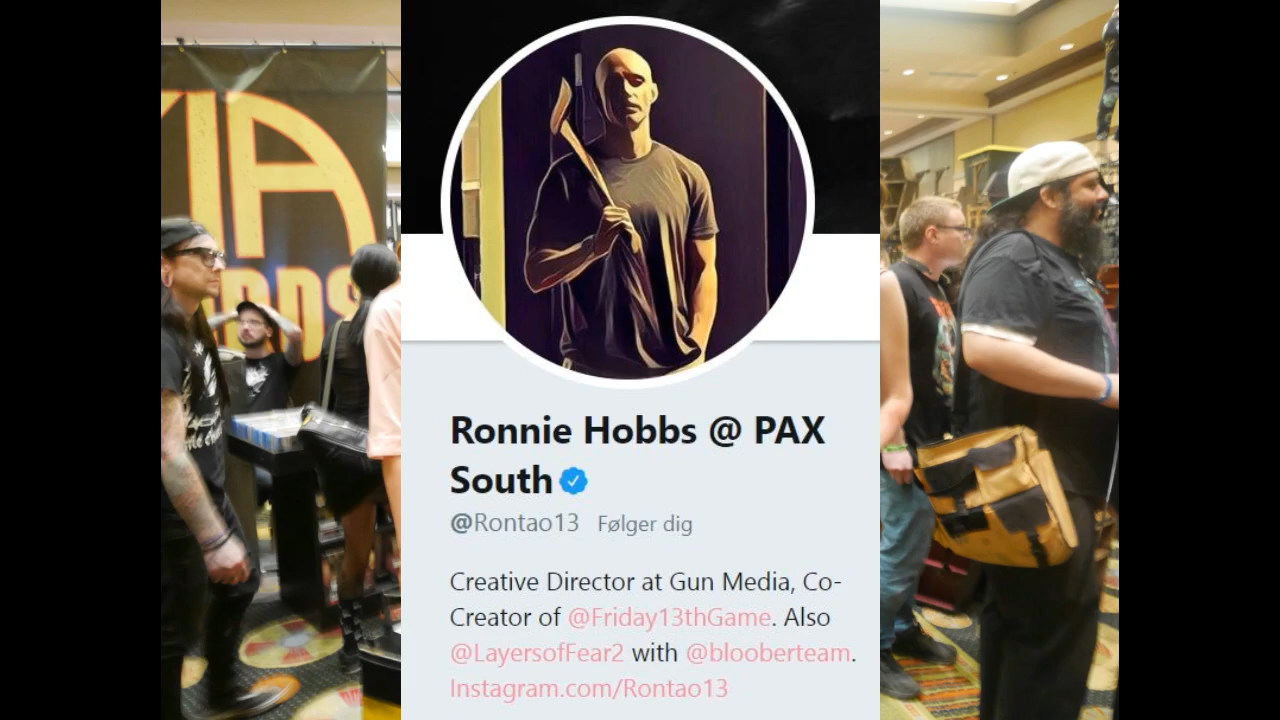 Ronnie Hobbs @ PAX
South
@Rontao13 Følger dig
Creative Director at Gun Media, Co-
Creator of @Friday13thGame. Also
@LayersofFear2 with @blooberteam.
Instagram.com/Rontao13